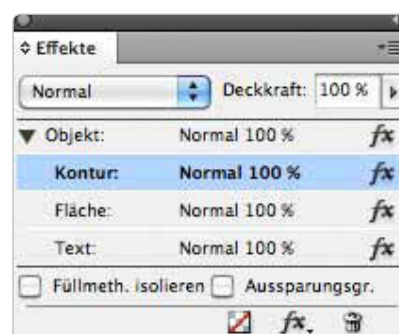 Effekte
Normal Deckkraft: 100 %
Objekt: Normal 100 % fx
Kontur: Normal 100 % fx
Fläche: Normal 100 % fx
Text: Normal 100 % fx
Füllmeth. isolieren Aussparungsgr.
fx.